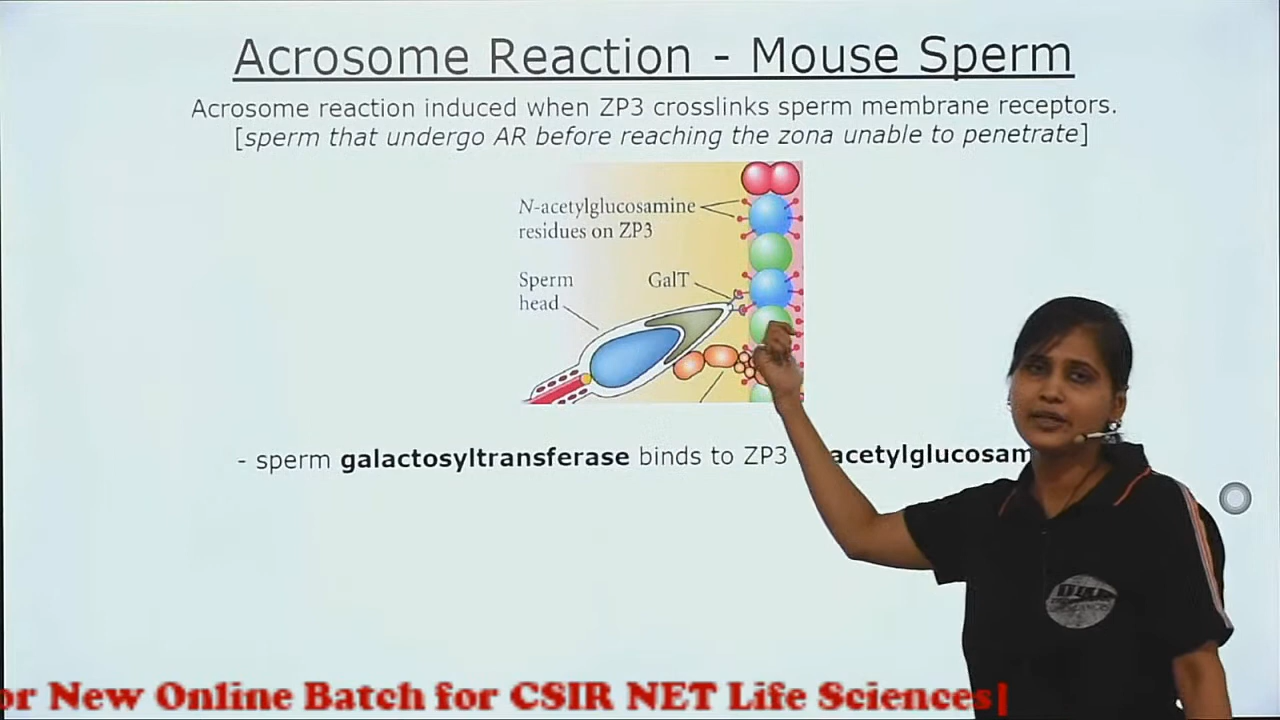 Acrosome Reaction - Mouse Sperm
Acrosome reaction induced when ZP3 crosslinks sperm membrane receptors.
[sperm that undergo AR before reaching the zona unable to penetrate]
N-acetylglucosamine
residues on ZP3
Sperm
head
GalT
- sperm galactosyltransferase binds to ZP3 acetylglucosam
or New Online Batch for CSIR NET Life Sciences|